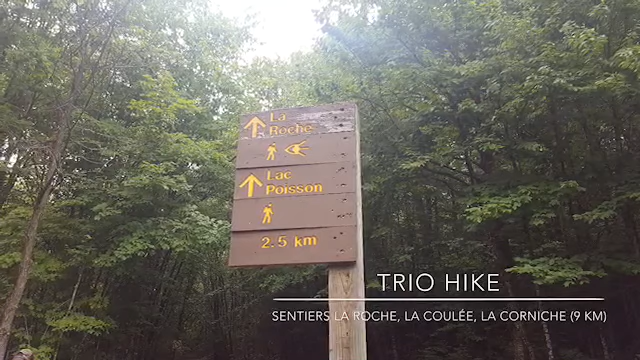 La
Roche
Lac
Poisson
2.5 km
TRIO HIKE
SENTIERS LA ROCHE, LA COULÉE, LA CORNICHE (9 KM)